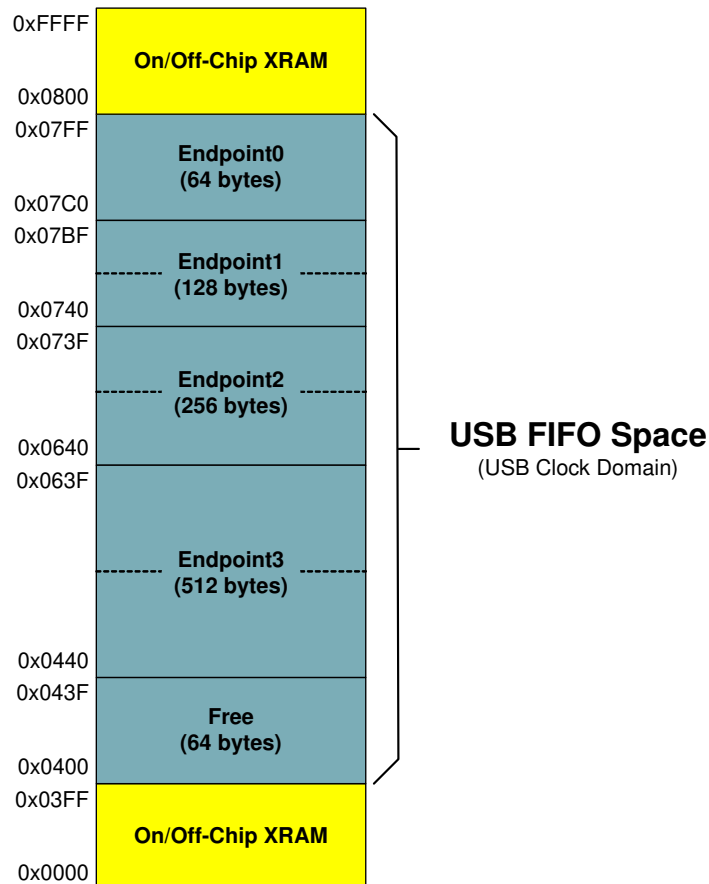 0xFFFF
On/Off-Chip XRAM
0x0800
0x07FF
Endpoint0
(64 bytes)
0x07C0
0x07BF
Endpoint1
(128 bytes)
0x0740
0x073F
Endpoint2
(256 bytes)
0x0640
0x063F
Endpoint3
(512 bytes)
0x0440
0x043F
Free
(64 bytes)
0x0400
0x03FF
On/Off-Chip XRAM
0x0000
USB FIFO Space
(USB Clock Domain)